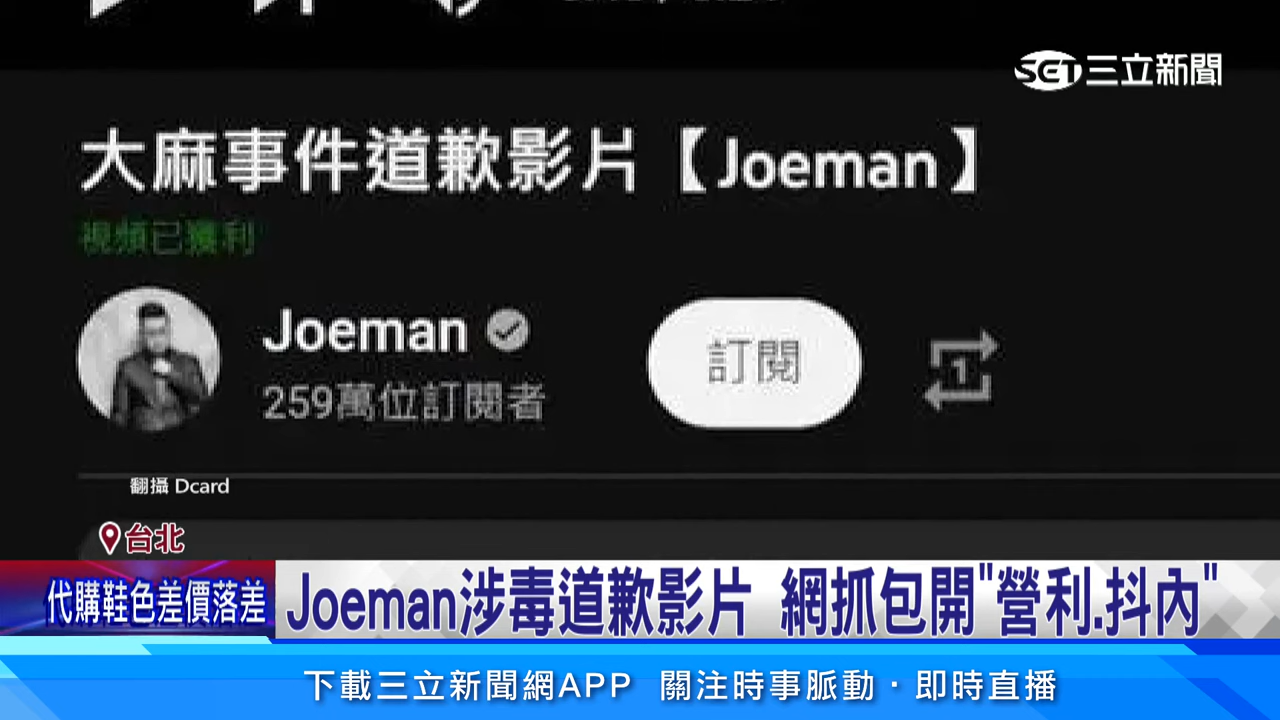 SET三立新聞
大麻事件道歉影片【Joeman】
視頻已獲利
Joeman
259萬位訂閱者
訂閱
1
翻攝 Dcard
台北
代購鞋色差價落差
Joeman涉毒道歉影片 網抓包開"營利.抖內"
下載三立新聞網APP 關注時事脈動・即時直播